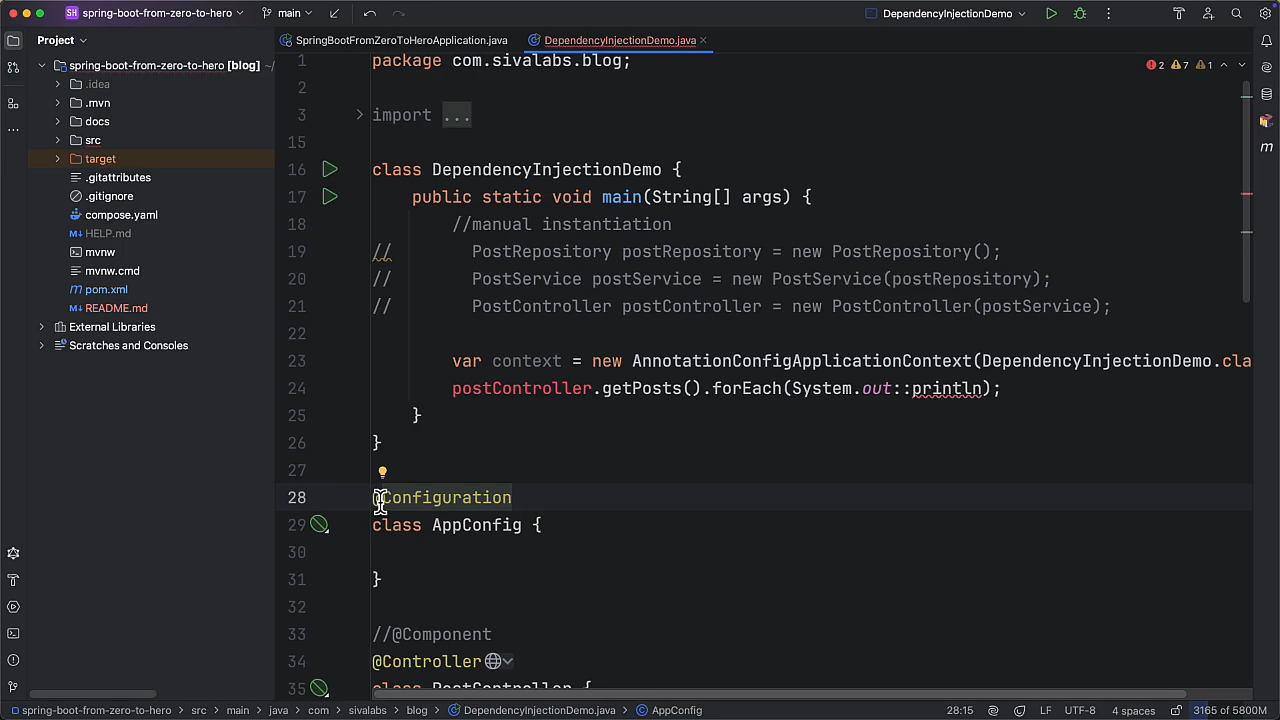 SH spring-boot-from-zero-to-hero main DependencyInjectionDemo
Project SpringBootFromZeroToHeroApplication.java DependencyInjectionDemo.java
spring-boot-from-zero-to-hero [blog] ~/
.idea
.mvn
docs
src
target
.gitattributes
.gitignore
compose.yaml
M↓ HELP.md
mvnw
mvnw.cmd
m pom.xml
M↓ README.md
External Libraries
Scratches and Consoles
2 7 1
1 package com.sivalabs.blog;
2
3 import ...
15
16 class DependencyInjectionDemo {
17 public static void main(String[] args) {
18 //manual instantiation
19 // PostRepository postRepository = new PostRepository();
20 // PostService postService = new PostService(postRepository);
21 // PostController postController = new PostController(postService);
22
23 var context = new AnnotationConfigApplicationContext(DependencyInjectionDemo.cla
24 postController.getPosts().forEach(System.out::println);
25 }
26 }
27
28 @Configuration
29 class AppConfig {
30
31 }
32
33 //@Component
34 @Controller
35 class PostController {
m
spring-boot-from-zero-to-hero > src > main > java > com > sivalabs > blog > DependencyInjectionDemo.java > AppConfig 28:15 LF UTF-8 4 spaces 3165 of 5800M